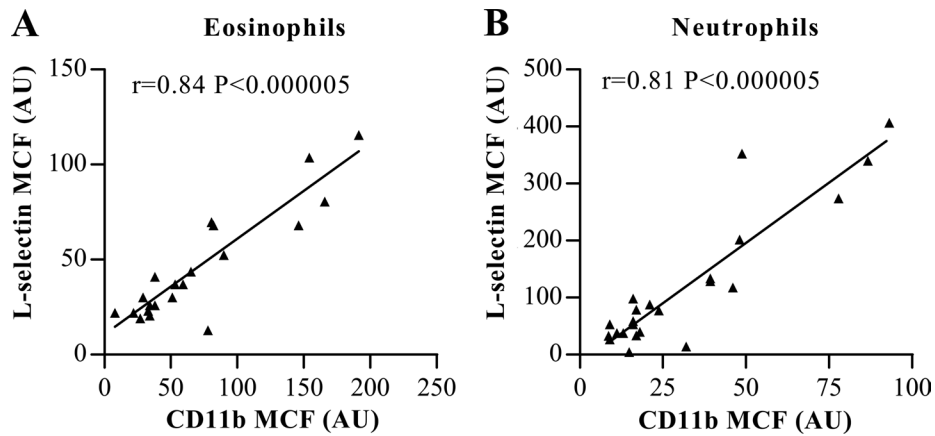 A Eosinophils
r=0.84 P<0.000005
L-selectin MCF (AU)
150
100
50
0
0 50 100 150 200 250
CD11b MCF (AU)
B Neutrophils
r=0.81 P<0.000005
L-selectin MCF (AU)
500
400
300
200
100
0
0 25 50 75 100
CD11b MCF (AU)